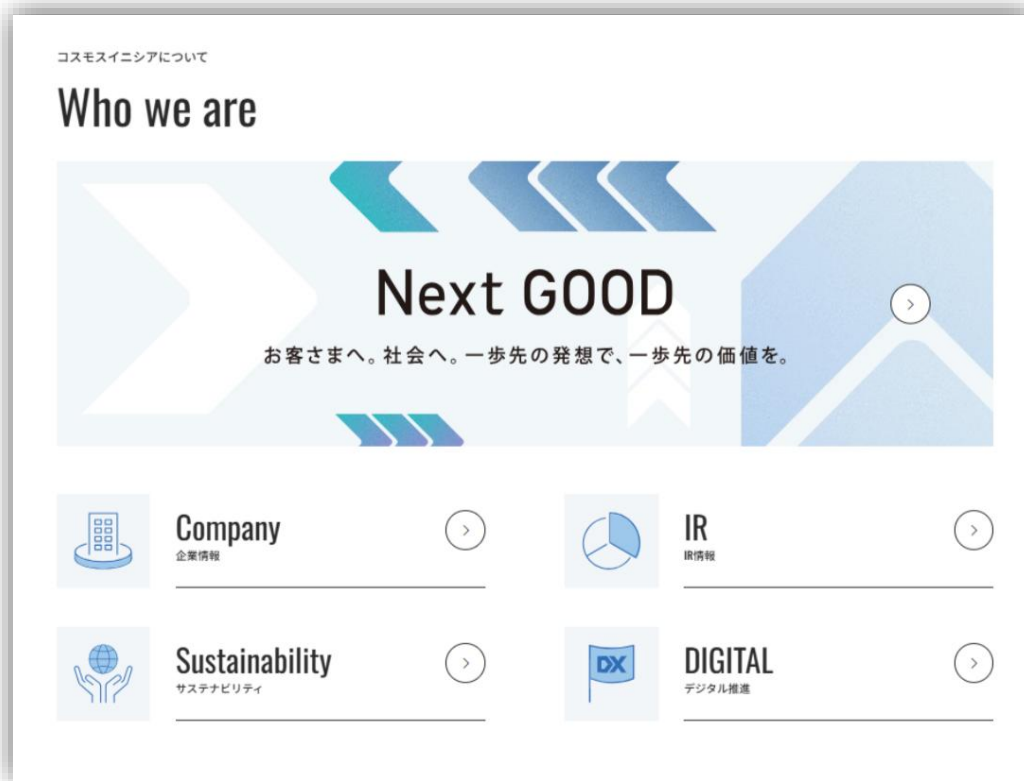 コスモスイニシアについて
Who we are
Next GOOD
お客さまへ。社会へ。一歩先の発想で、一歩先の価値を。
Company
企業情報
IR
IR情報
Sustainability
サステナビリティ
DX
DIGITAL
デジタル推進